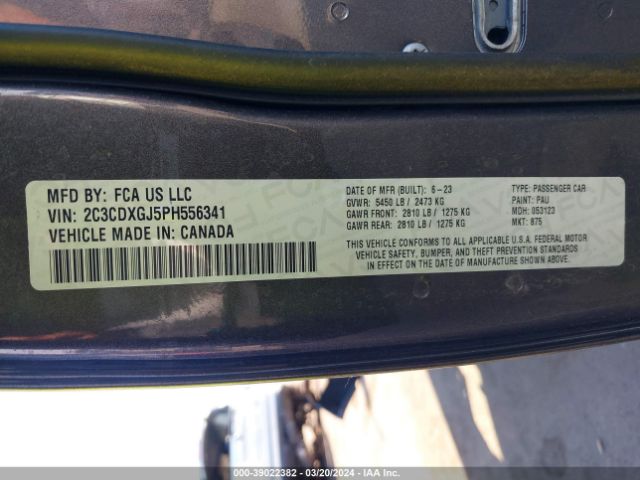 MFD BY: FCA US LLC
VIN: 2C3CDXGJ5PH556341
VEHICLE MADE IN: CANADA
DATE OF MFR (BUILT): 6-23
GVWR: 5450 LB / 2473 KG
GAWR FRONT: 2810 LB / 1275 KG
GAWR REAR: 2810 LB / 1275 KG
TYPE: PASSENGER CAR
PAINT: PAU
MDH: 053123
MKT: 875
THIS VEHICLE CONFORMS TO ALL APPLICABLE U.S.A. FEDERAL MOTOR
VEHICLE SAFETY, BUMPER, AND THEFT PREVENTION STANDARDS
IN EFFECT ON THE DATE OF MANUFACTURE SHOWN ABOVE.
000-39022382 / 03/20/2024 / IAA Inc.